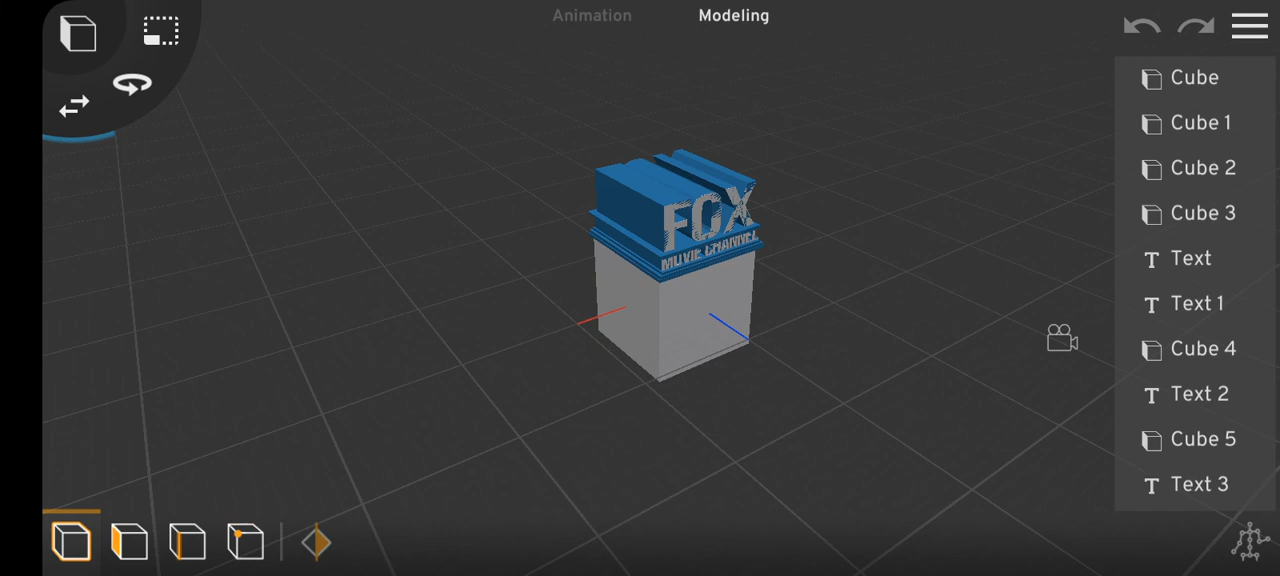 Animation
Modeling
Cube
Cube 1
Cube 2
Cube 3
Text
Text 1
Cube 4
Text 2
Cube 5
Text 3
FOX
MOVIE CHANNEL